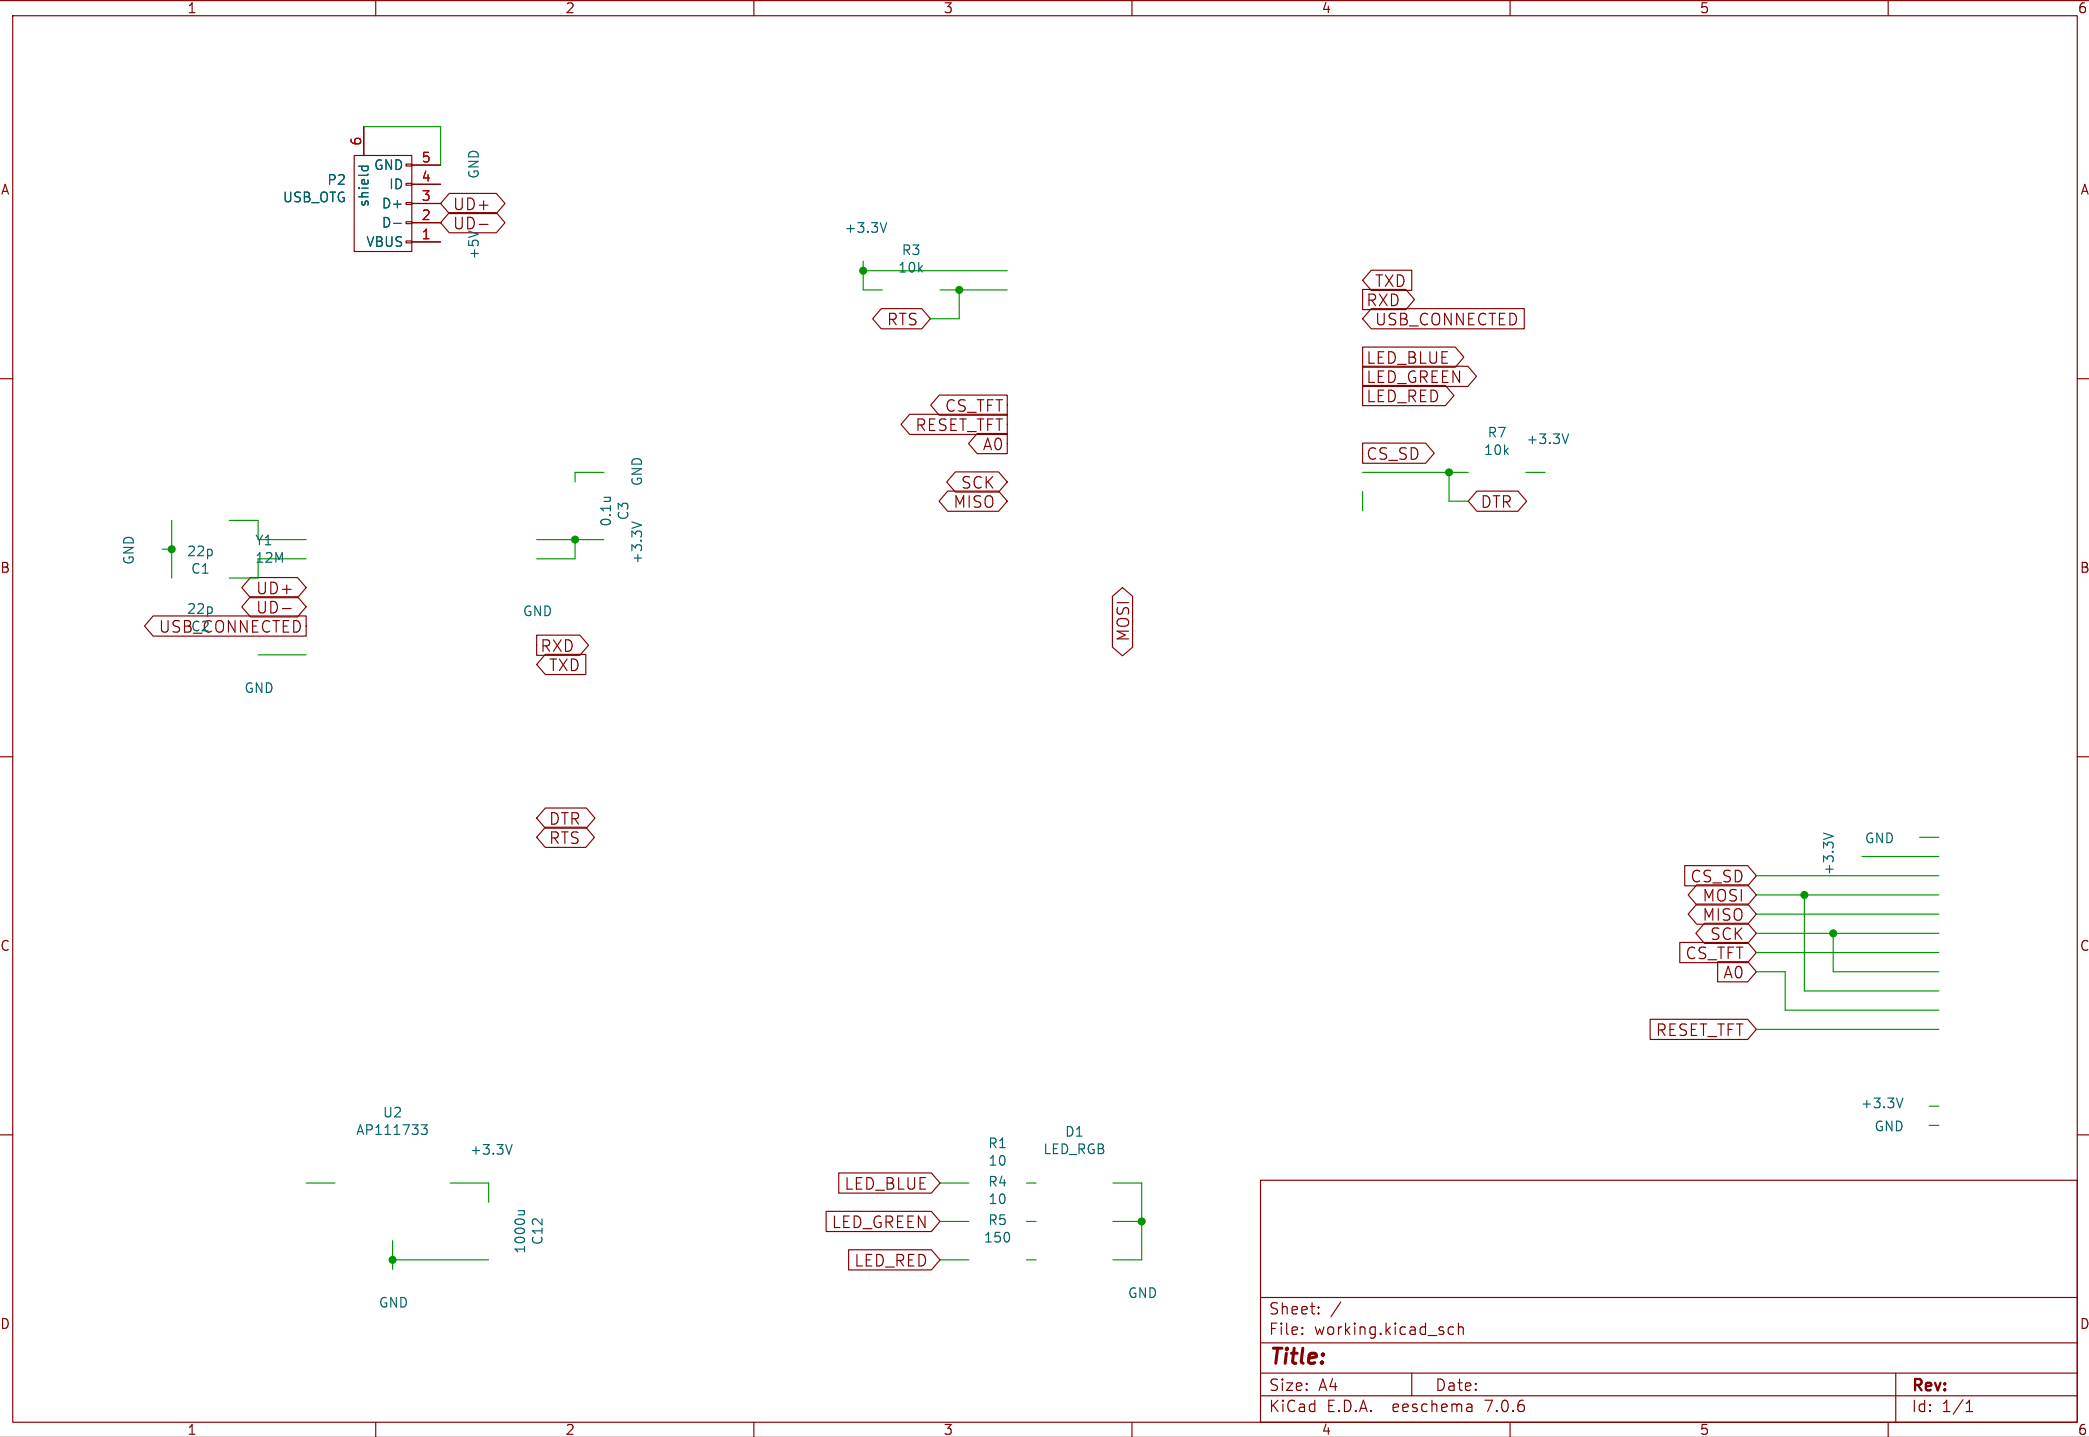 1 2 3 4 5 6
A A
B B
C C
D D
6
shield
GND 5
ID 4
D+ 3
D- 2
VBUS 1
P2
USB_OTG
GND
UD+
UD-
+5V
+3.3V
R3
10k
RTS
TXD
RXD
USB_CONNECTED
LED_BLUE
LED_GREEN
LED_RED
CS_TFT
RESET_TFT
A0
SCK
MISO
CS_SD
R7
10k
+3.3V
DTR
GND
0.1u
C3
+3.3V
GND
22p
C1
Y1
12M
UD+
UD-
22p
C2
USB_CONNECTED
GND
GND
RXD
TXD
MOSI
DTR
RTS
+3.3V
GND
CS_SD
MOSI
MISO
SCK
CS_TFT
A0
RESET_TFT
+3.3V
GND
U2
AP111733
+3.3V
1000u
C12
GND
R1
10
R4
10
R5
150
D1
LED_RGB
LED_BLUE
LED_GREEN
LED_RED
GND
Sheet: /
File: working.kicad_sch
Title:
Size: A4 Date: Rev:
KiCad E.D.A. eeschema 7.0.6 Id: 1/1
1 2 3 4 5 6